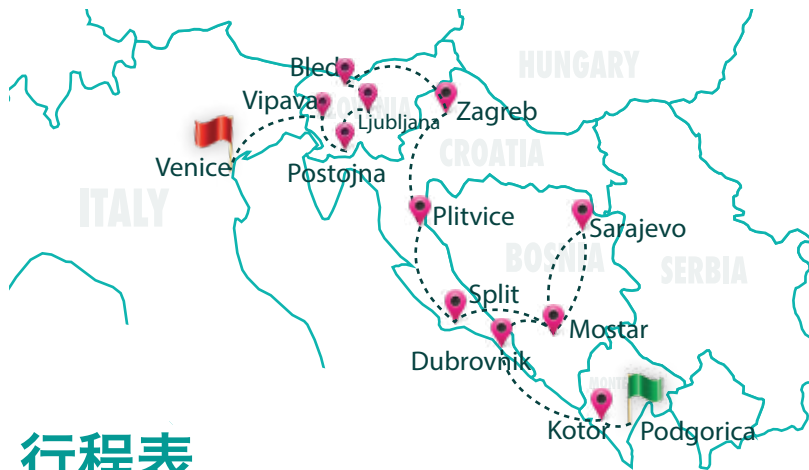 HUNGARY
Bled
Vipava
SLOVENIA
Ljubljana
Zagreb
CROATIA
Venice
Postojna
ITALY
Plitvice
Sarajevo
BOSNIA
SERBIA
Split
Mostar
Dubrovnik
Kotor
Podgorica
行程表